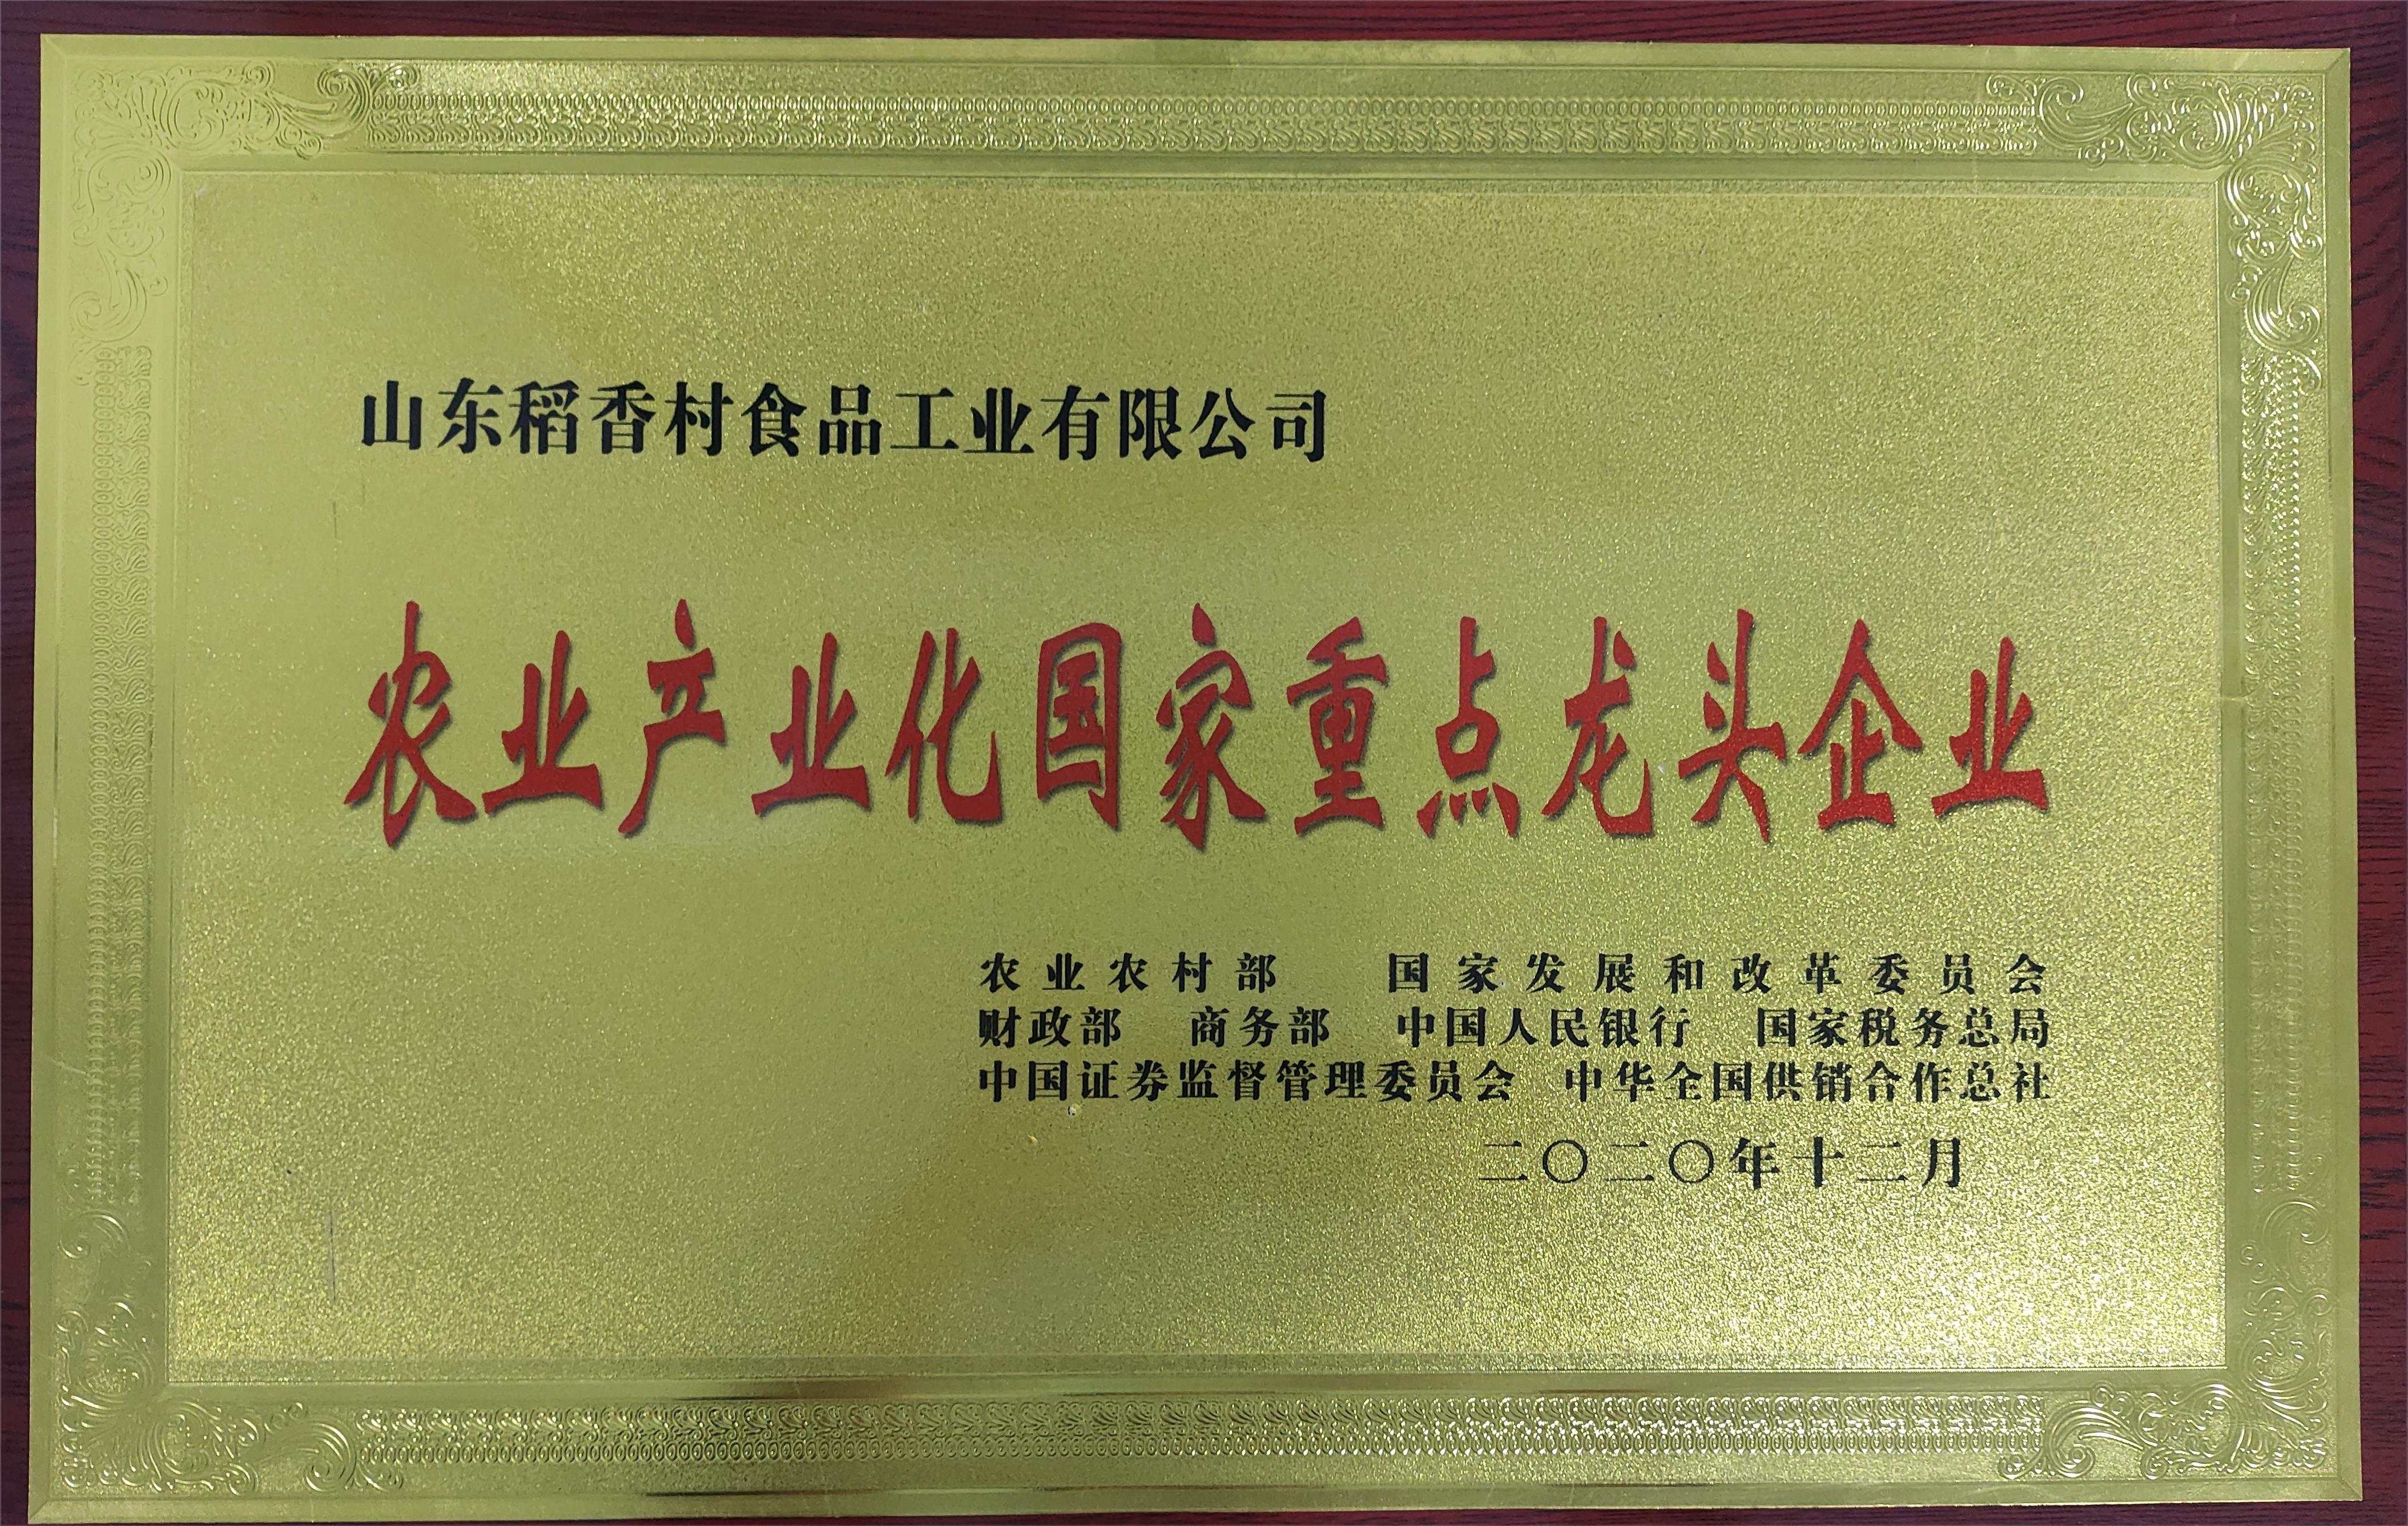 山东稻香村食品工业有限公司
农业产业化国家重点龙头企业
农业农村部 国家发展和改革委员会
财政部 商务部 中国人民银行 国家税务总局
中国证券监督管理委员会 中华全国供销合作总社
二〇二〇年十二月